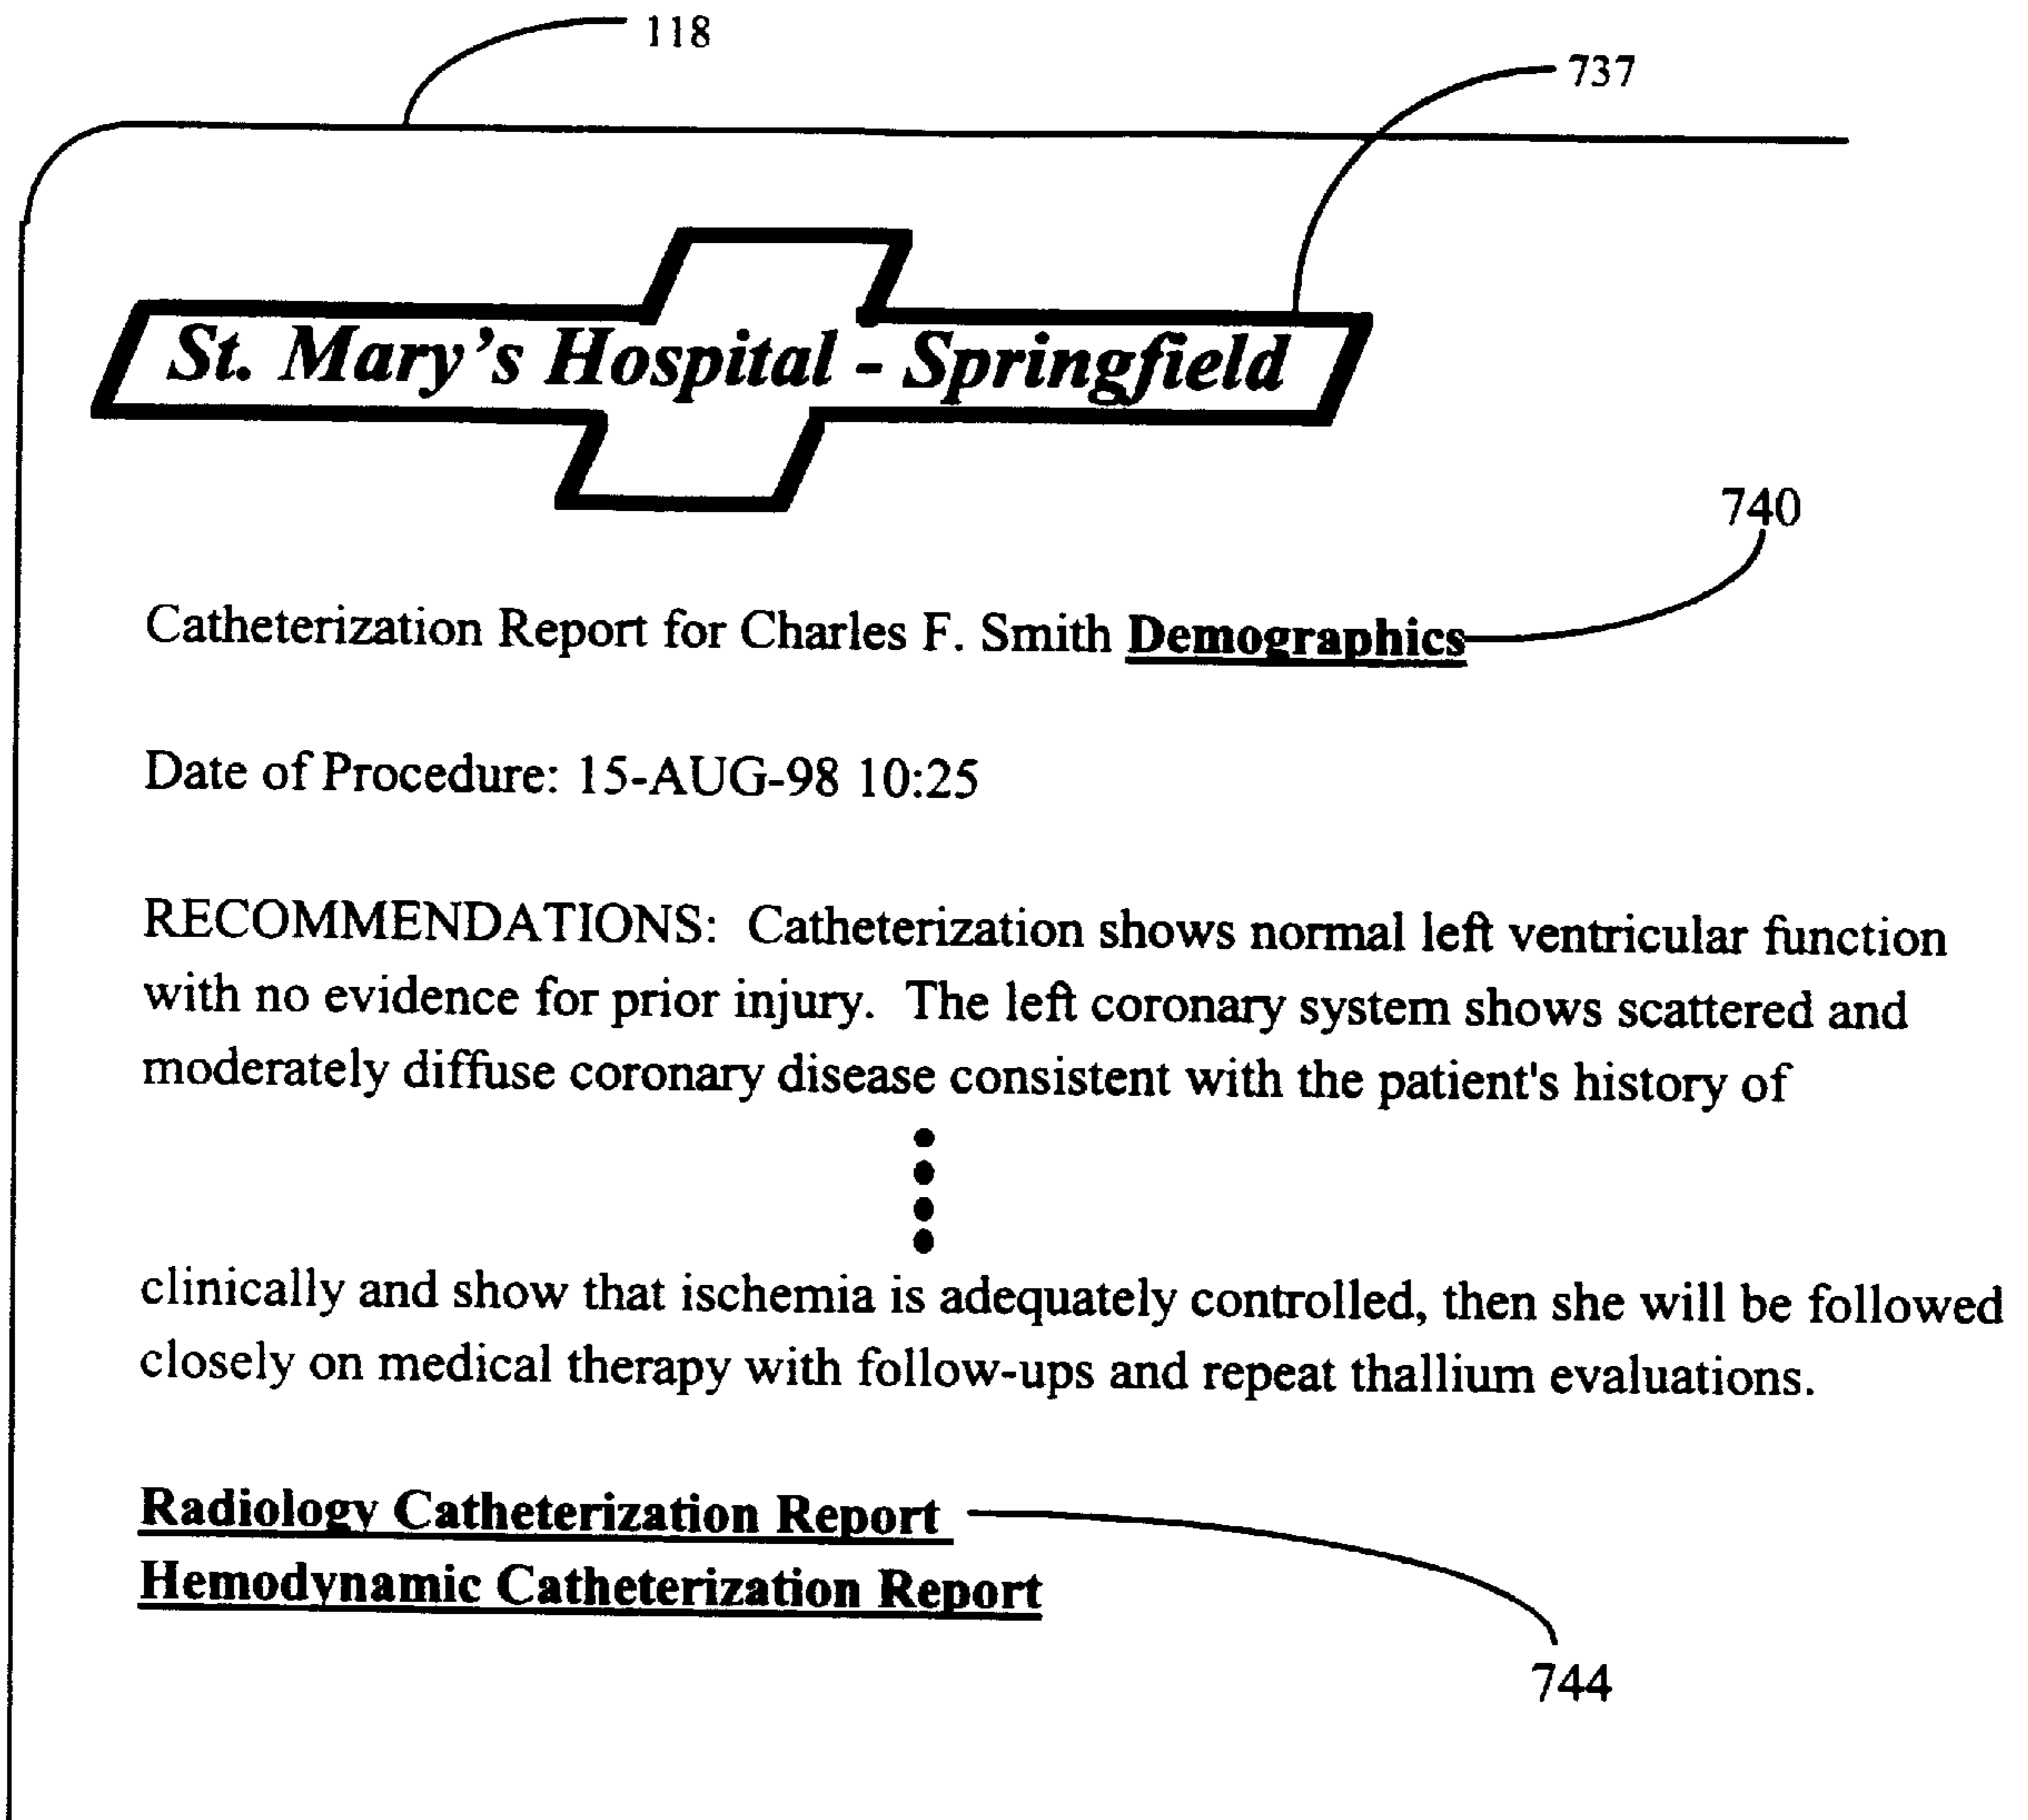 118
737
St. Mary's Hospital - Springfield
740
Catheterization Report for Charles F. Smith Demographics
Date of Procedure: 15-AUG-98 10:25
RECOMMENDATIONS: Catheterization shows normal left ventricular function
with no evidence for prior injury. The left coronary system shows scattered and
moderately diffuse coronary disease consistent with the patient's history of
clinically and show that ischemia is adequately controlled, then she will be followed
closely on medical therapy with follow-ups and repeat thallium evaluations.
Radiology Catheterization Report
Hemodynamic Catheterization Report
744